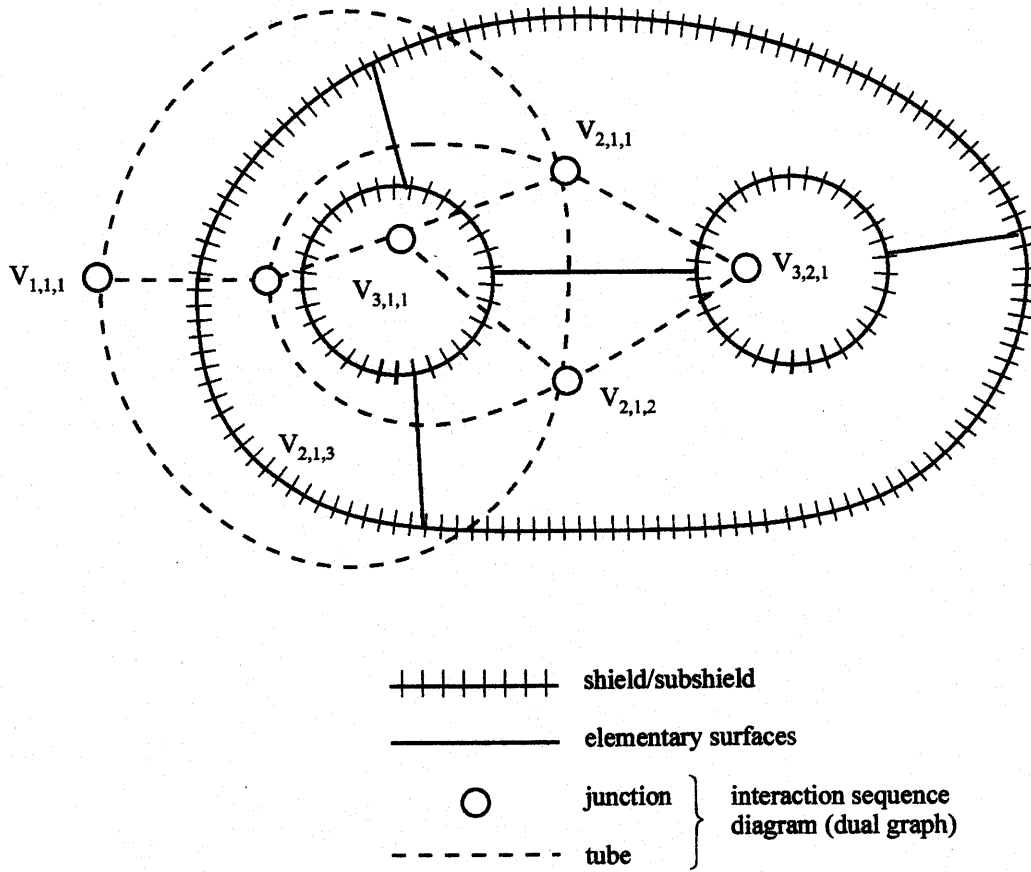 V2,1,1
V1,1,1
V3,2,1
V3,1,1
V2,1,2
V2,1,3
shield/subshield
elementary surfaces
junction
interaction sequence
diagram (dual graph)
tube